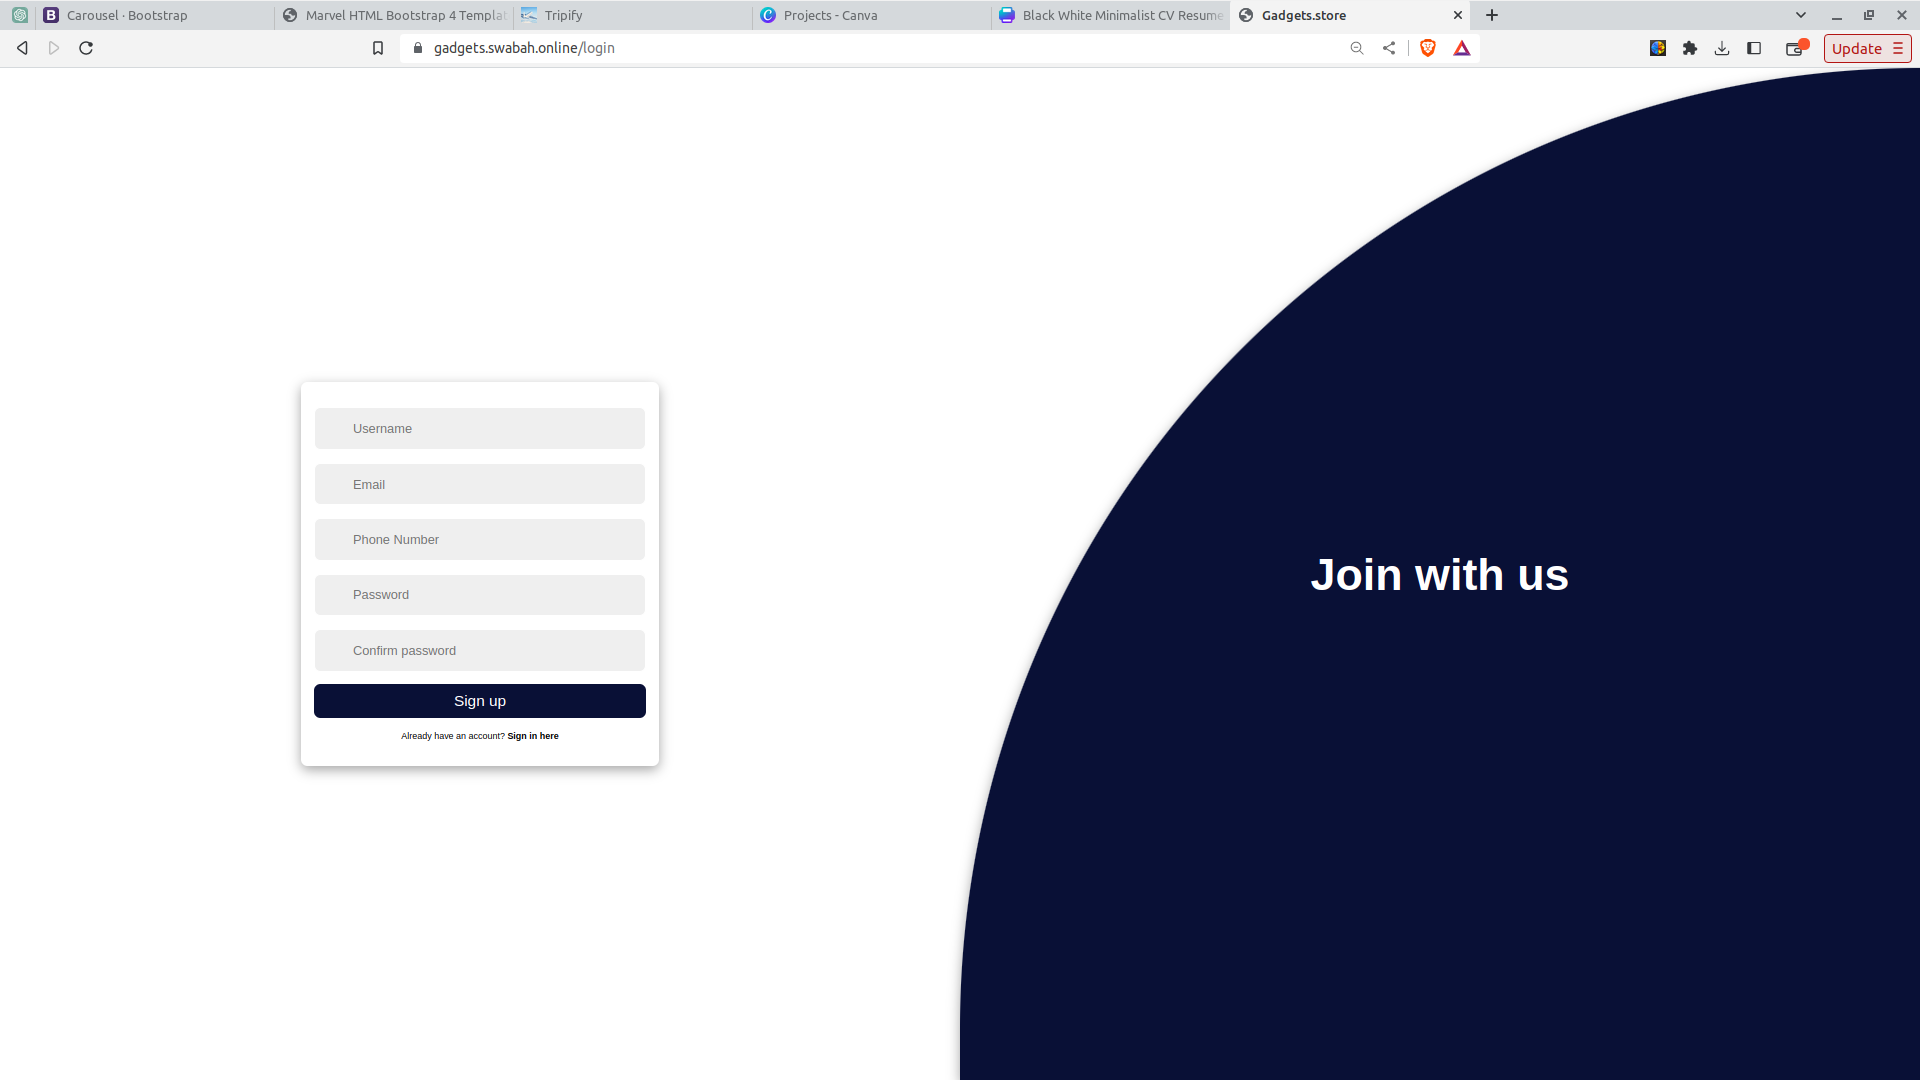 Carousel · Bootstrap
Marvel HTML Bootstrap 4 Templat
Tripify
Projects - Canva
Black White Minimalist CV Resume
Gadgets.store
gadgets.swabah.online/login
Update
Username
Email
Phone Number
Password
Confirm password
Sign up
Already have an account? Sign in here
Join with us